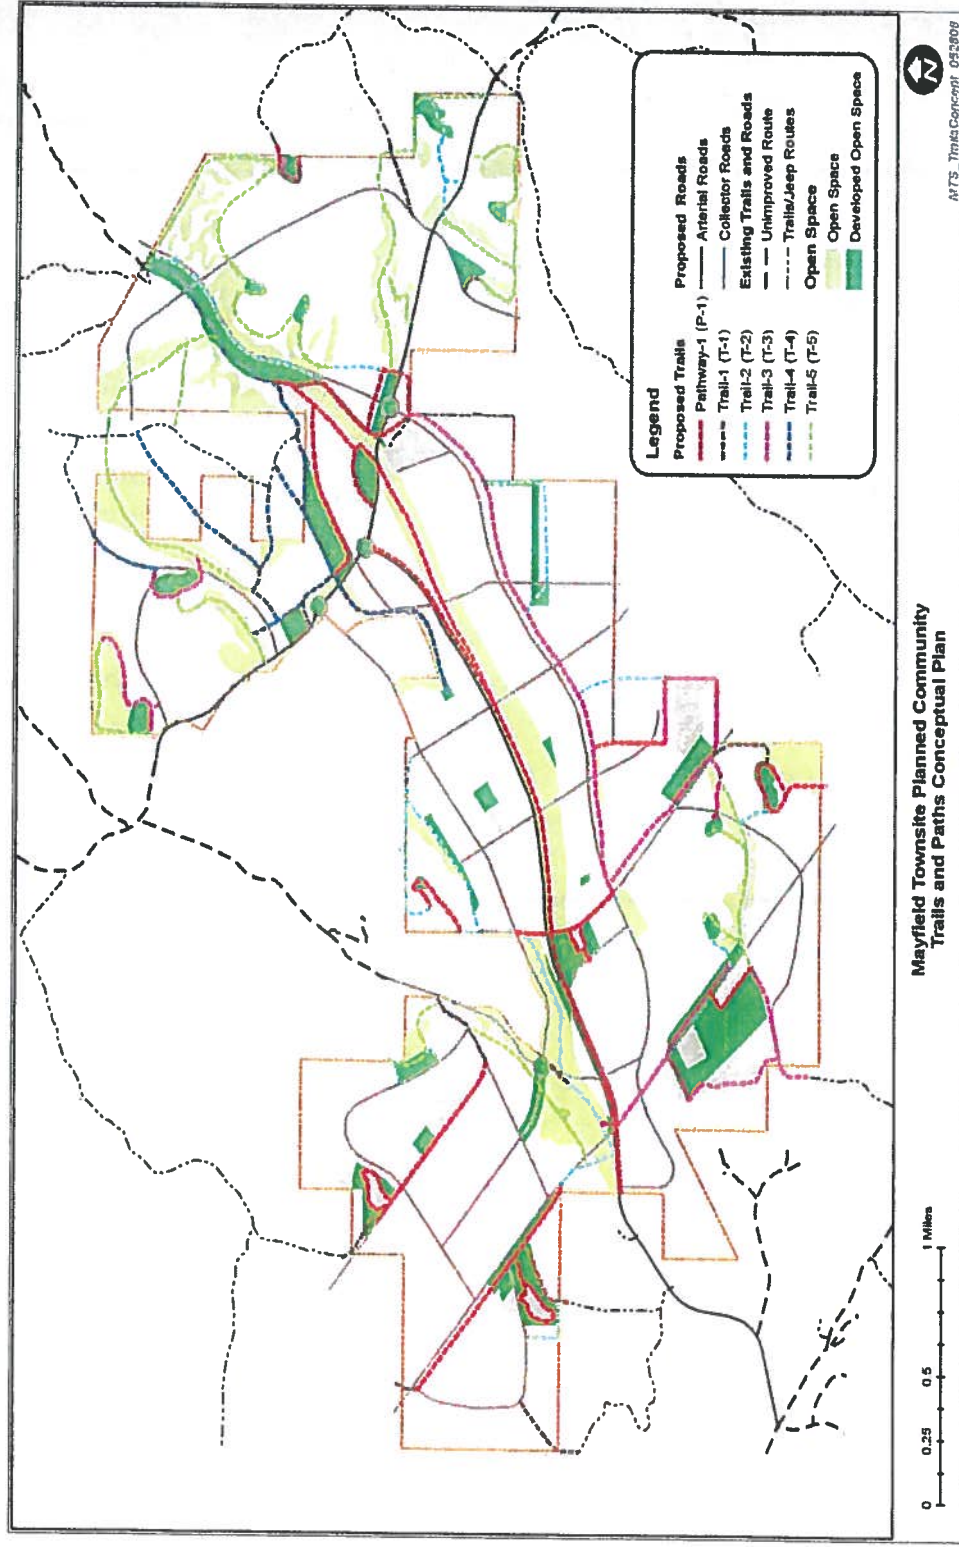 Legend
Proposed Trails
Pathway-1 (P-1)
Trail-1 (T-1)
Trail-2 (T-2)
Trail-3 (T-3)
Trail-4 (T-4)
Trail-5 (T-5)
Proposed Roads
Arterial Roads
Collector Roads
Existing Trails and Roads
Unimproved Route
Trails/Jeep Routes
Open Space
Open Space
Developed Open Space
0 0.25 0.5 1 Miles
Mayfield Townsite Planned Community
Trails and Paths Conceptual Plan
N
MTS_TrailsConcept_052808